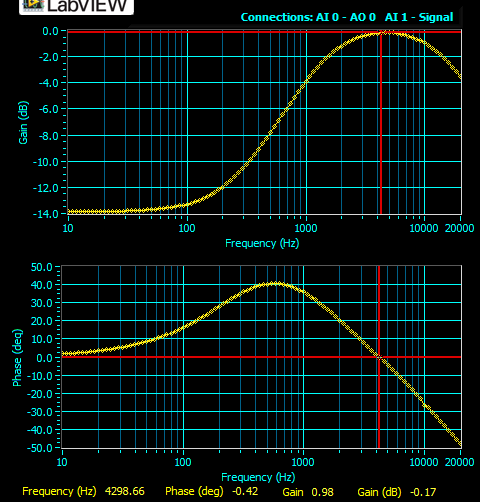 LabVIEW
Connections: AI 0 - AO 0 AI 1 - Signal
0.0
-2.0
-4.0
-6.0
-8.0
-10.0
-12.0
-14.0
Gain (dB)
10 100 1000 10000 20000
Frequency (Hz)
50.0
40.0
30.0
20.0
10.0
0.0
-10.0
-20.0
-30.0
-40.0
-50.0
Phase (deg)
10 100 1000 10000 20000
Frequency (Hz)
Frequency (Hz) 4298.66 Phase (deg) -0.42 Gain 0.98 Gain (dB) -0.17